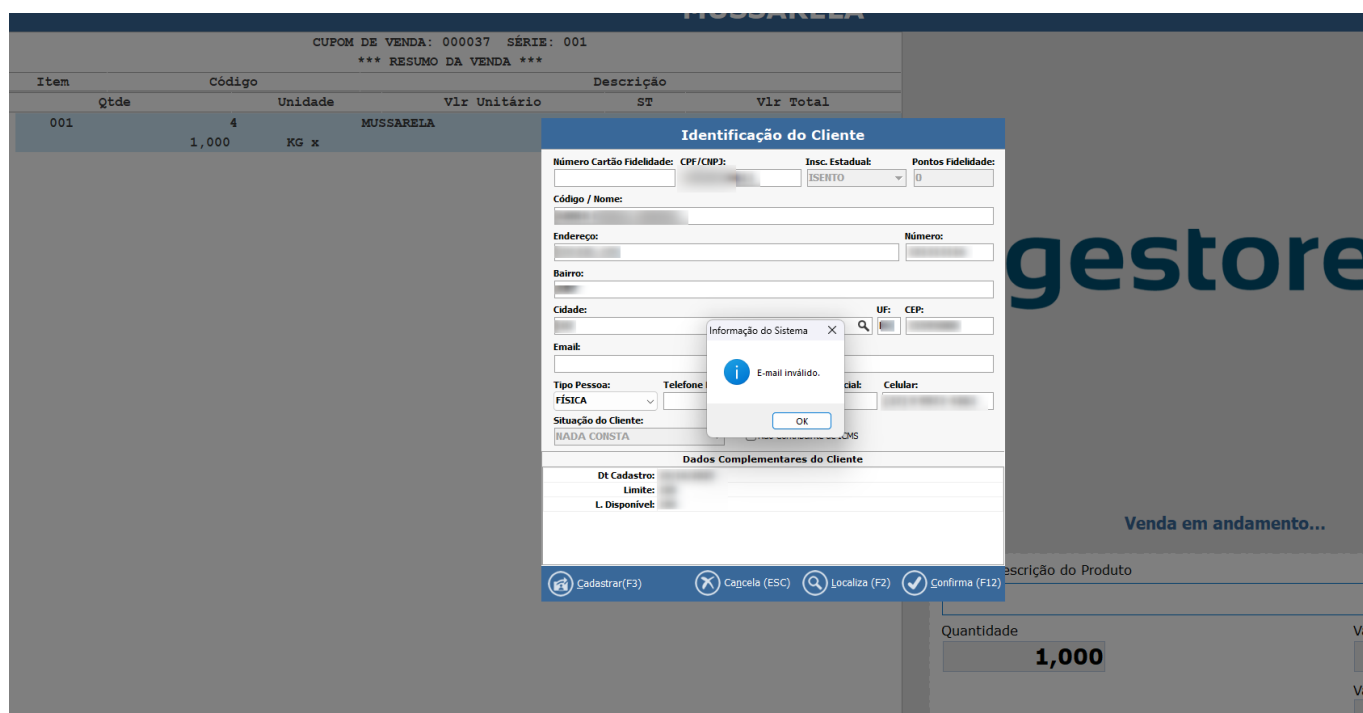 MUSSARELA
CUPOM DE VENDA: 000037 SÉRIE: 001
*** RESUMO DA VENDA ***
Item Código Descrição
Qtde Unidade Vlr Unitário ST Vlr Total
001 4 MUSSARELA
1,000 KG x
Identificação do Cliente
Número Cartão Fidelidade: CPF/CNPJ: Insc. Estadual: Pontos Fidelidade:
ISENTO 0
Código / Nome:
Endereço: Número:
Bairro:
Cidade: UF: CEP:
Email:
Informação do Sistema
E-mail inválido.
OK
Tipo Pessoa: Telefone cial: Celular:
FÍSICA
Situação do Cliente:
NADA CONSTA ICMS
Dados Complementares do Cliente
Dt Cadastro:
Limite:
L. Disponível:
Cadastrar(F3) Cancela (ESC) Localiza (F2) Confirma (F12)
gestore
Venda em andamento...
escrição do Produto
Quantidade
1,000